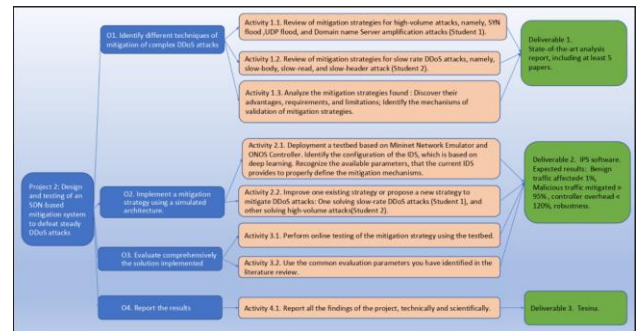 Project 2: Design
and testing of an
SDN-based
mitigation system
to defeat steady
DDoS attacks
O1. Identify different techniques of
mitigation of complex DDoS attacks
O2. Implement a mitigation
strategy using a simulated
architecture.
O3. Evaluate comprehensively
the solution implemented
O4. Report the results
Activity 1.1. Review of mitigation strategies for high-volume attacks, namely, SYN
flood ,UDP flood, and Domain name Server amplification attacks (Student 1).
Activity 1.2. Review of mitigation strategies for slow rate DDoS attacks, namely,
slow-body, slow-read, and slow-header attack (Student 2).
Activity 1.3. Analyze the mitigation strategies found : Discover their
advantages, requirements, and limitations; Identify the mechanisms of
validation of mitigation strategies.
Activity 2.1. Deployment a testbed based on Mininet Network Emulator and
ONOS Controller. Identify the configuration of the IDS, which is based on
deep learning. Recognize the available parameters, that the current IDS
provides to properly define the mitigation mechanisms.
Activity 2.2. Improve one existing strategy or propose a new strategy to
mitigate DDoS attacks: One solving slow-rate DDoS attacks (Student 1), and
other solving high-volume attacks(Student 2).
Activity 3.1. Perform online testing of the mitigation strategy using the testbed.
Activity 3.2. Use the common evaluation parameters you have identified in the
literature review.
Activity 4.1. Report all the findings of the project, technically and scientifically.
Deliverable 1.
State-of-the-art analysis
report, including at least 5
papers.
Deliverable 2. IPS software.
Expected results: Benign
traffic affected< 1%,
Malicious traffic mitigated >
95% , controller overhead <
120%, robustness.
Deliverable 3. Tesina.